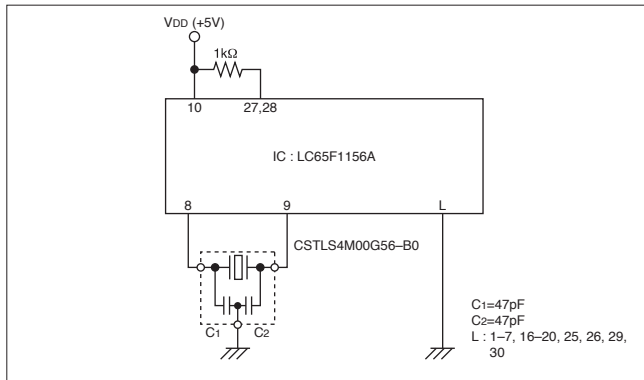 VDD (+5V)
1kΩ
10
27,28
IC : LC65F1156A
8
9
L
CSTLS4M00G56–B0
C1
C2
C1=47pF
C2=47pF
L : 1–7, 16–20, 25, 26, 29,
30